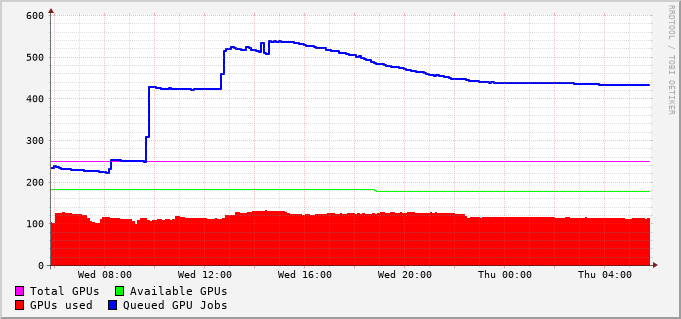 600
500
400
300
200
100
0
Wed 08:00 Wed 12:00 Wed 16:00 Wed 20:00 Thu 00:00 Thu 04:00
Total GPUs Available GPUs
GPUs used Queued GPU Jobs
RRDTOOL / TOBI OETIKER